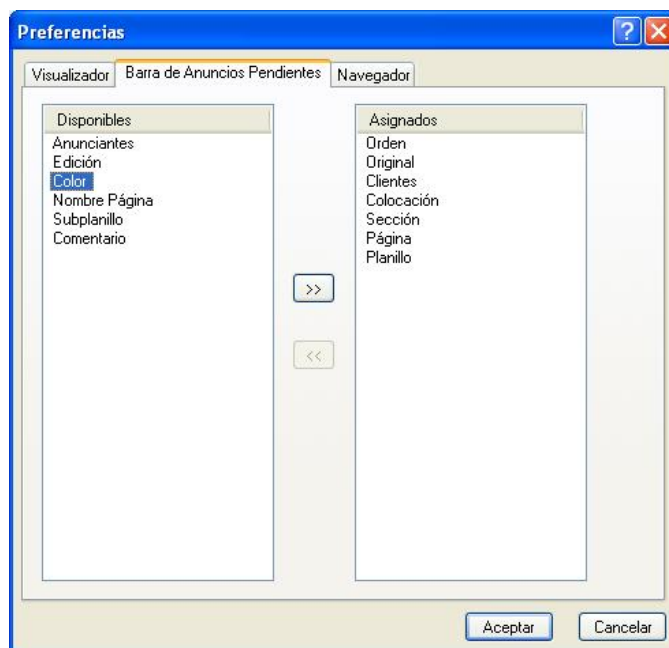 Preferencias
Visualizador Barra de Anuncios Pendientes Navegador
Disponibles
Anunciantes
Edición
Color
Nombre Página
Subplanillo
Comentario
>>
<<
Asignados
Orden
Original
Clientes
Colocación
Sección
Página
Planillo
Aceptar Cancelar